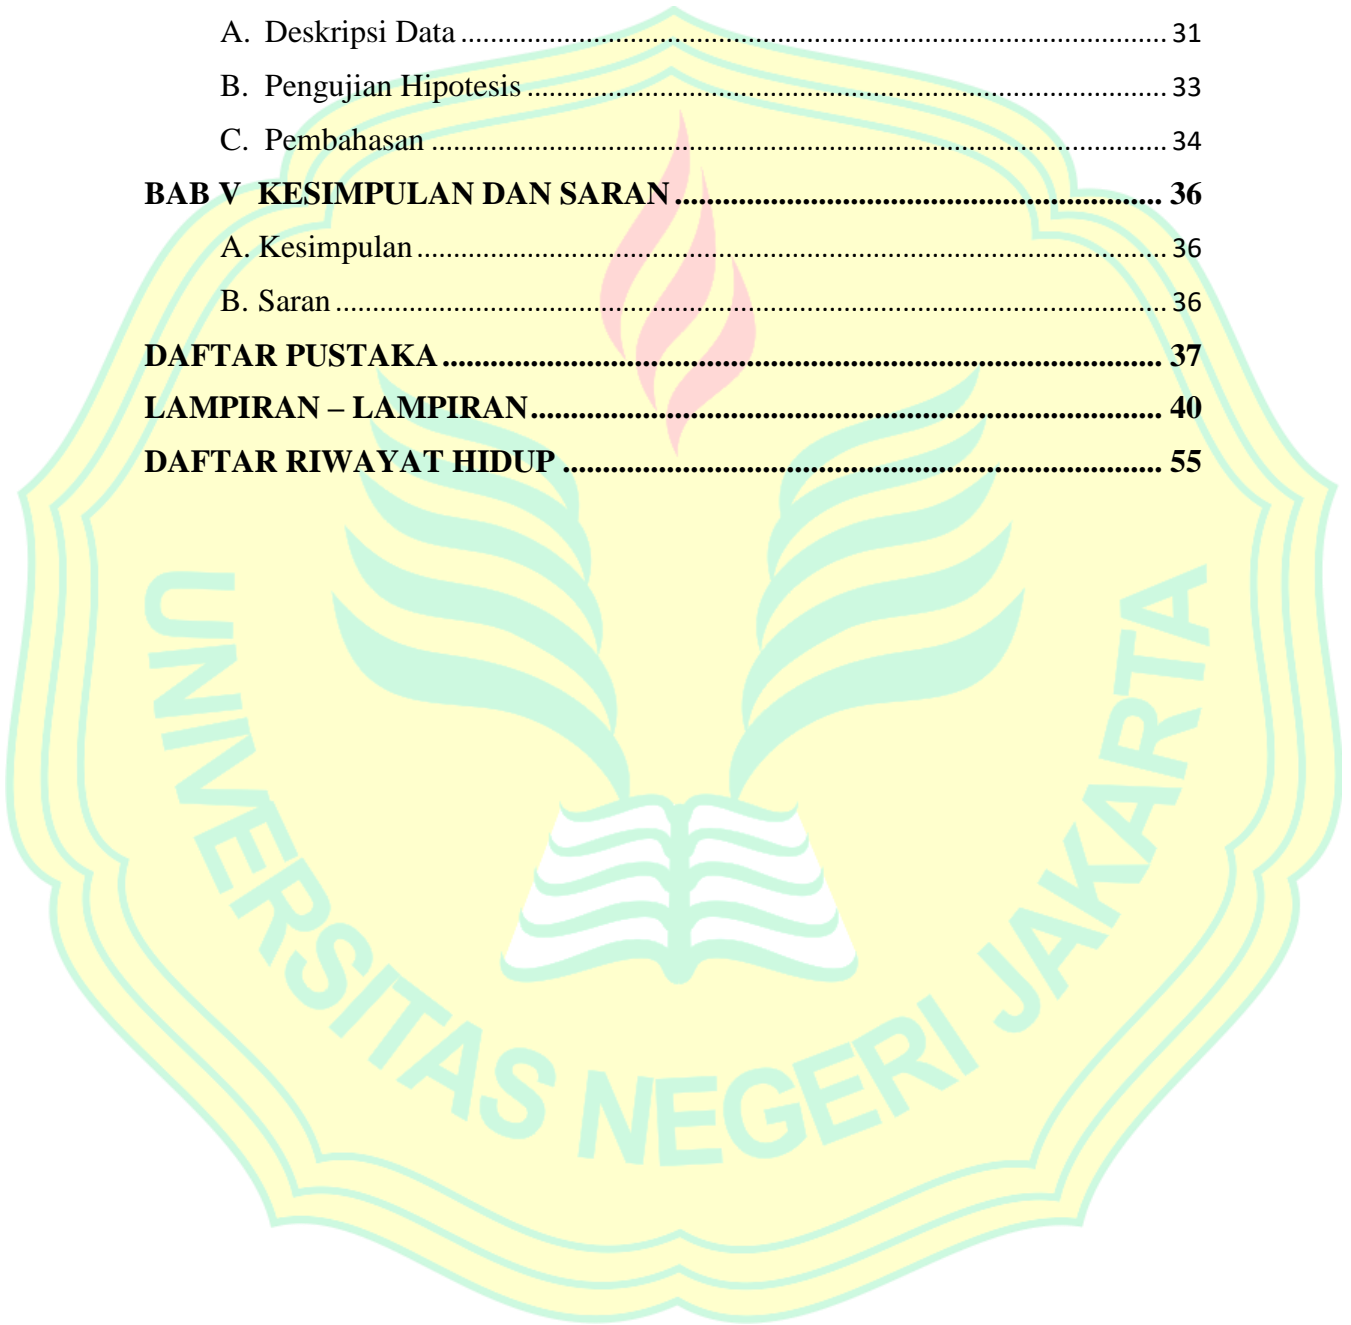 A. Deskripsi Data ........................................................................................ 31
B. Pengujian Hipotesis ................................................................................ 33
C. Pembahasan ............................................................................................ 34
BAB V KESIMPULAN DAN SARAN ............................................................ 36
A. Kesimpulan .............................................................................................. 36
B. Saran ........................................................................................................ 36
DAFTAR PUSTAKA ......................................................................................... 37
LAMPIRAN – LAMPIRAN .............................................................................. 40
DAFTAR RIWAYAT HIDUP .......................................................................... 55
UNIVERSITAS NEGERI JAKARTA